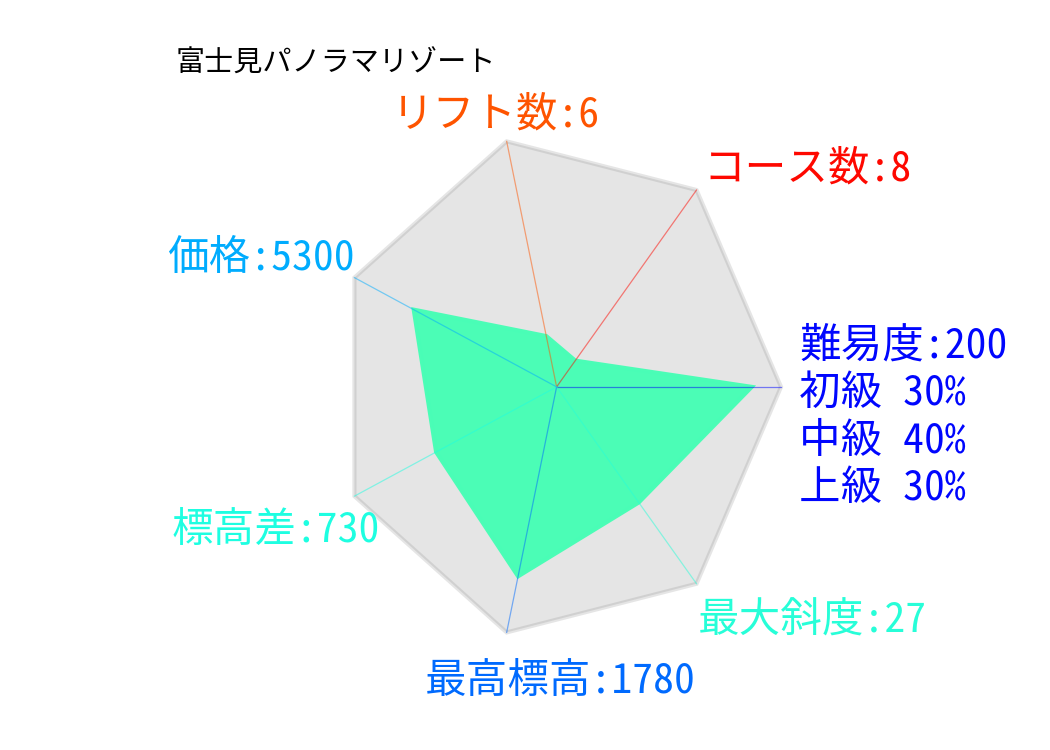 富士見パノラマリゾート
リフト数:6
コース数:8
価格:5300
難易度:200
初級 30%
中級 40%
上級 30%
標高差:730
最大斜度:27
最高標高:1780